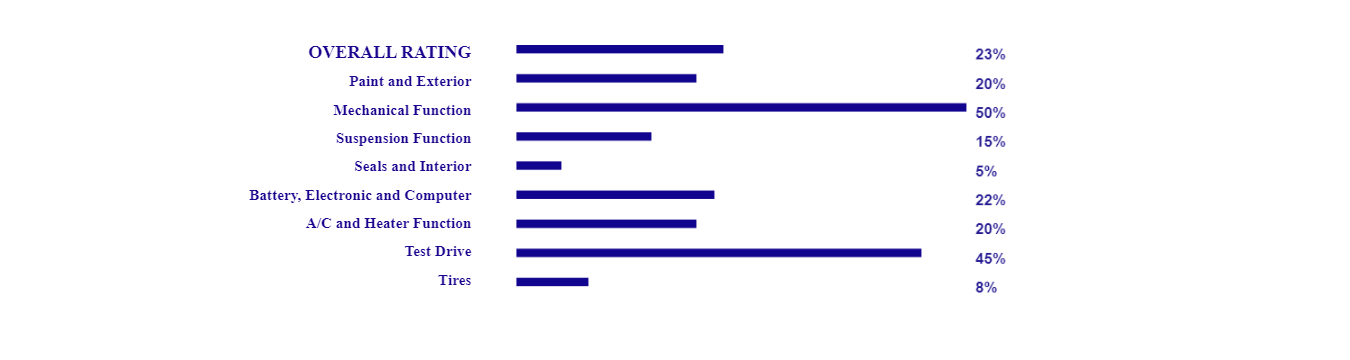 OVERALL RATING 23%
Paint and Exterior 20%
Mechanical Function 50%
Suspension Function 15%
Seals and Interior 5%
Battery, Electronic and Computer 22%
A/C and Heater Function 20%
Test Drive 45%
Tires 8%